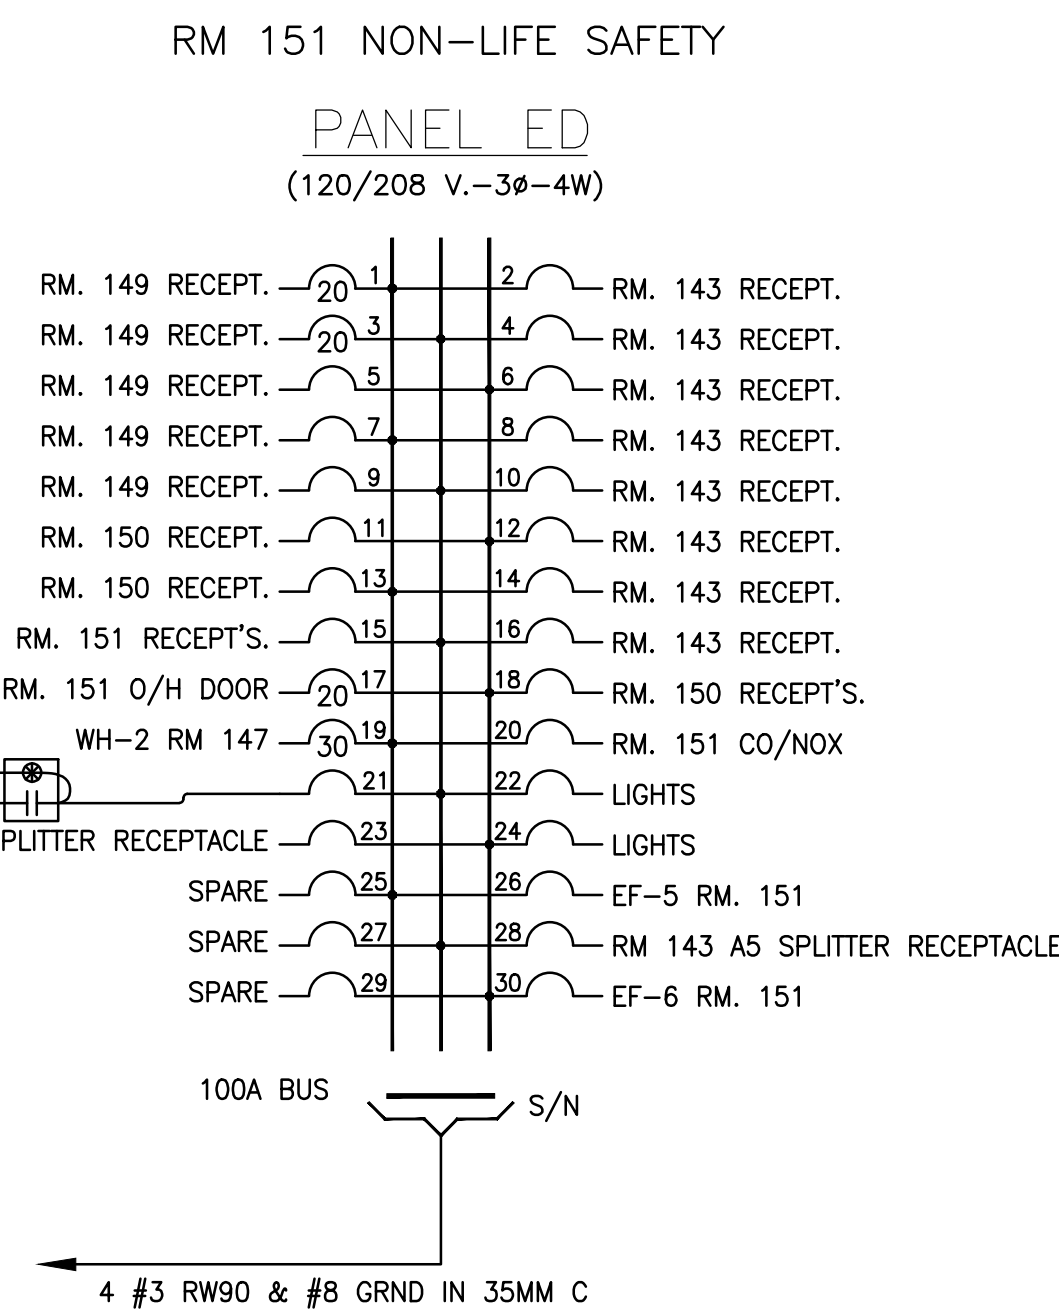 RM 151 NON-LIFE SAFETY
PANEL ED
(120/208 V.-3ø-4W)
RM. 149 RECEPT. 20 1 2 RM. 143 RECEPT.
RM. 149 RECEPT. 20 3 4 RM. 143 RECEPT.
RM. 149 RECEPT. 5 6 RM. 143 RECEPT.
RM. 149 RECEPT. 7 8 RM. 143 RECEPT.
RM. 149 RECEPT. 9 10 RM. 143 RECEPT.
RM. 150 RECEPT. 11 12 RM. 143 RECEPT.
RM. 150 RECEPT. 13 14 RM. 143 RECEPT.
RM. 151 RECEPT'S. 15 16 RM. 143 RECEPT.
RM. 151 O/H DOOR 20 17 18 RM. 150 RECEPT'S.
WH-2 RM 147 30 19 20 RM. 151 CO/NOX
21 22 LIGHTS
PLITTER RECEPTACLE 23 24 LIGHTS
SPARE 25 26 EF-5 RM. 151
SPARE 27 28 RM 143 A5 SPLITTER RECEPTACLE
SPARE 29 30 EF-6 RM. 151
100A BUS S/N
4 #3 RW90 & #8 GRND IN 35MM C